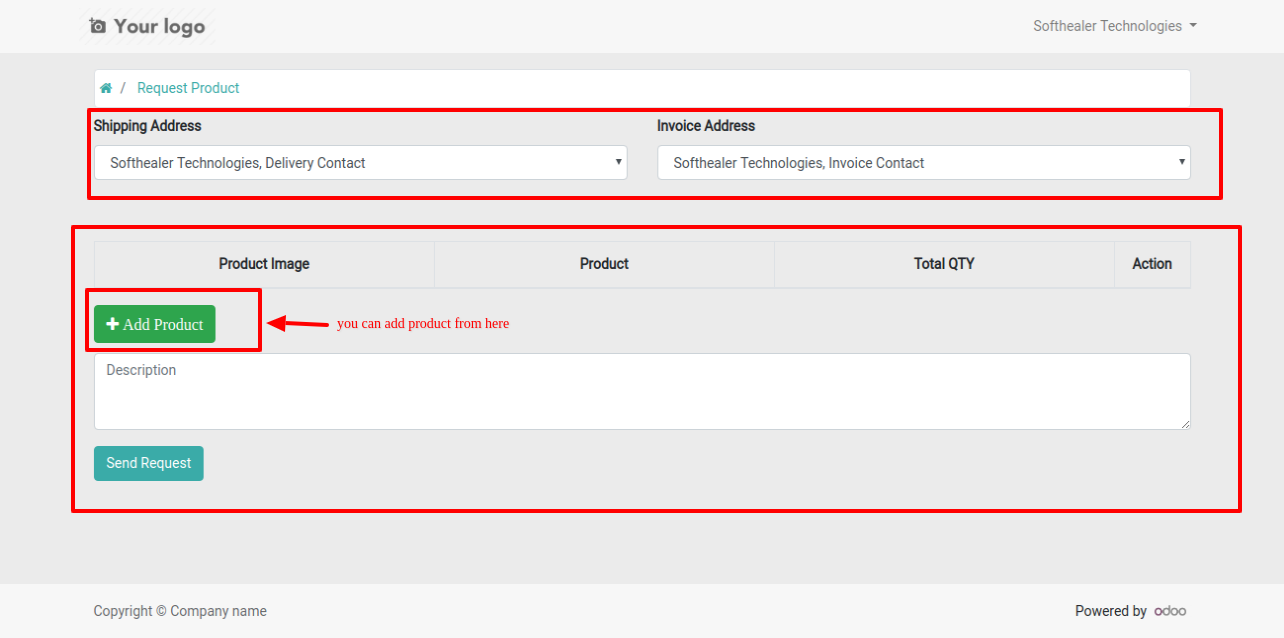 Your logo
Softhealer Technologies
/ Request Product
Shipping Address
Invoice Address
Softhealer Technologies, Delivery Contact
Softhealer Technologies, Invoice Contact
Product Image Product Total QTY Action
Add Product
you can add product from here
Description
Send Request
Copyright © Company name
Powered by odoo